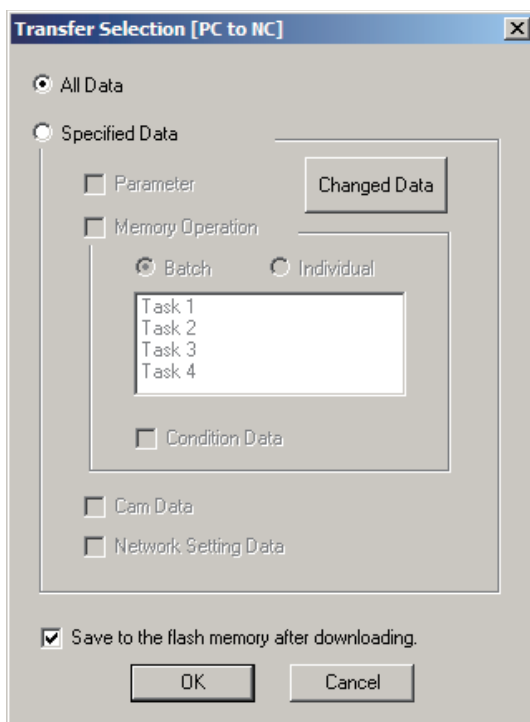 Transfer Selection [PC to NC]
All Data
Specified Data
Parameter
Changed Data
Memory Operation
Batch Individual
Task 1
Task 2
Task 3
Task 4
Condition Data
Cam Data
Network Setting Data
Save to the flash memory after downloading.
OK Cancel